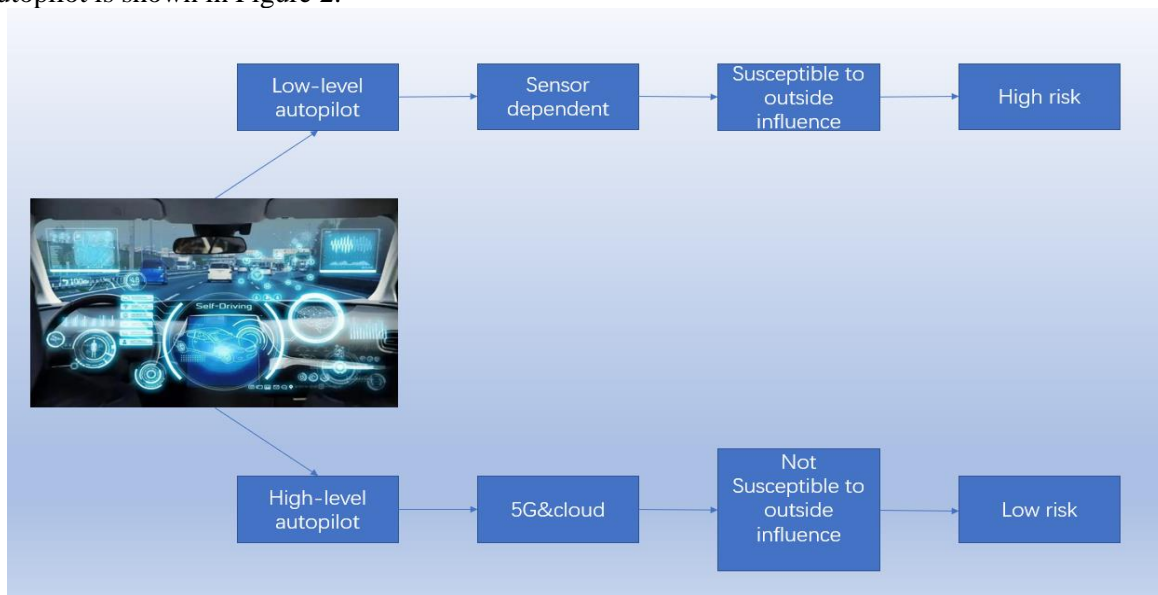 utopilot is shown in Figure 2.
Low-level
autopilot
Sensor
dependent
Susceptible to
outside
influence
High risk
Self-Driving
High-level
autopilot
5G&cloud
Not
Susceptible to
outside
influence
Low risk